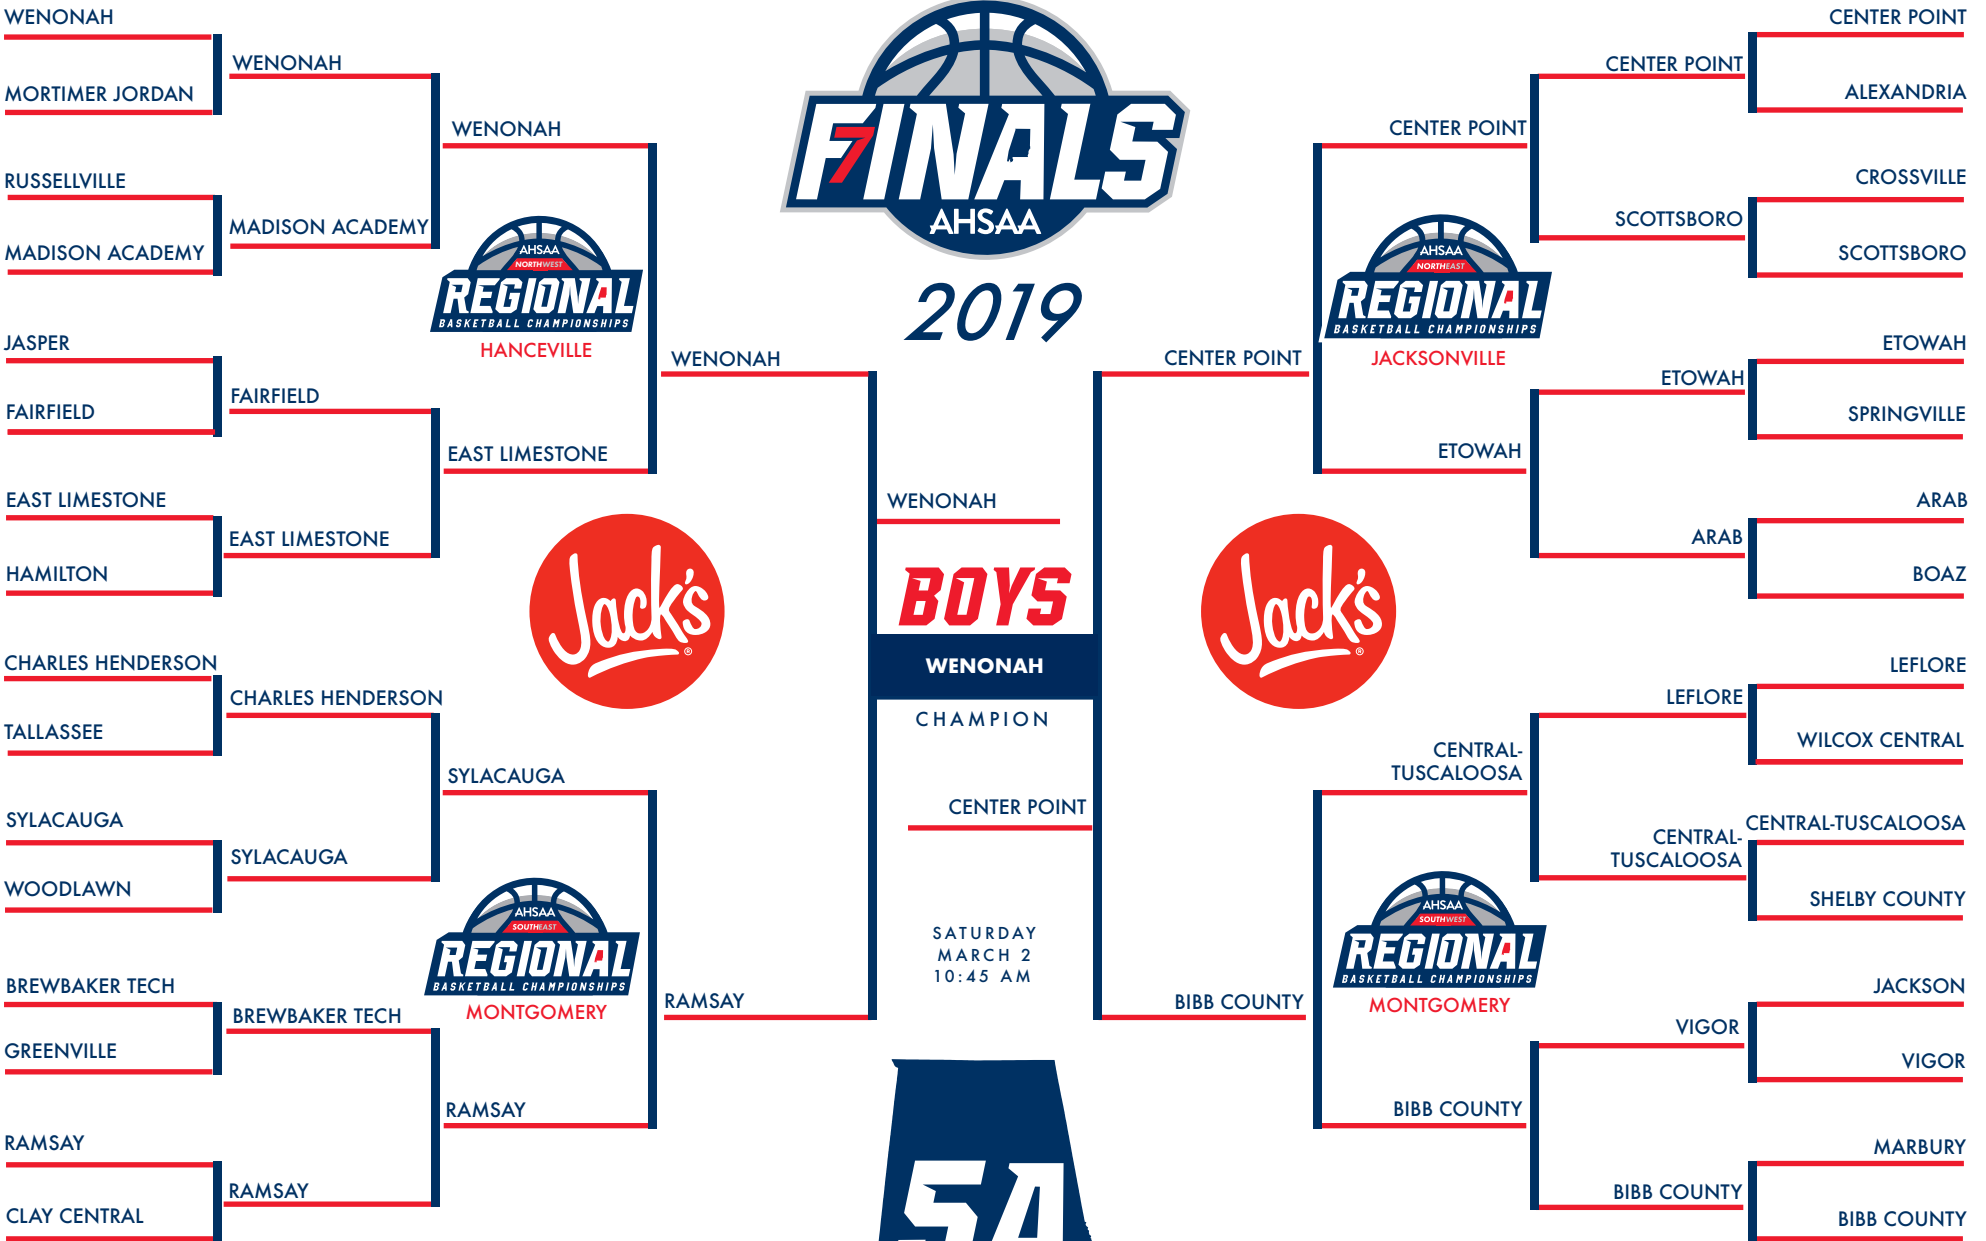 WENONAH
MORTIMER JORDAN
RUSSELLVILLE
MADISON ACADEMY
JASPER
FAIRFIELD
EAST LIMESTONE
HAMILTON
CHARLES HENDERSON
TALLASSEE
SYLACAUGA
WOODLAWN
BREWBAKER TECH
GREENVILLE
RAMSAY
CLAY CENTRAL
WENONAH
MADISON ACADEMY
FAIRFIELD
EAST LIMESTONE
CHARLES HENDERSON
SYLACAUGA
BREWBAKER TECH
RAMSAY
WENONAH
AHSAA
NORTHWEST
REGIONAL
BASKETBALL CHAMPIONSHIPS
HANCEVILLE
EAST LIMESTONE
Jack's®
SYLACAUGA
AHSAA
SOUTHEAST
REGIONAL
BASKETBALL CHAMPIONSHIPS
MONTGOMERY
RAMSAY
WENONAH
RAMSAY
F7INALS
AHSAA
2019
WENONAH
BOYS
WENONAH
CHAMPION
CENTER POINT
SATURDAY
MARCH 2
10:45 AM
5A
CENTER POINT
BIBB COUNTY
CENTER POINT
AHSAA
NORTHEAST
REGIONAL
BASKETBALL CHAMPIONSHIPS
JACKSONVILLE
ETOWAH
Jack's®
CENTRAL-
TUSCALOOSA
AHSAA
SOUTHWEST
REGIONAL
BASKETBALL CHAMPIONSHIPS
MONTGOMERY
BIBB COUNTY
CENTER POINT
SCOTTSBORO
ETOWAH
ARAB
LEFLORE
CENTRAL-
TUSCALOOSA
VIGOR
BIBB COUNTY
CENTER POINT
ALEXANDRIA
CROSSVILLE
SCOTTSBORO
ETOWAH
SPRINGVILLE
ARAB
BOAZ
LEFLORE
WILCOX CENTRAL
CENTRAL-TUSCALOOSA
SHELBY COUNTY
JACKSON
VIGOR
MARBURY
BIBB COUNTY